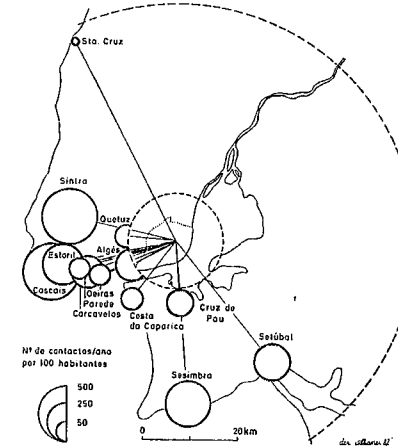 Sta. Cruz
Sintra
Queluz
Estoril
Algés
Cascais
Oeiras
Parede
Carcavelos
Costa
da Caparica
Cruz de
Pau
Setúbal
Sesimbra
Nº de contactos/ano
por 100 habitantes
500
250
50
0 20km